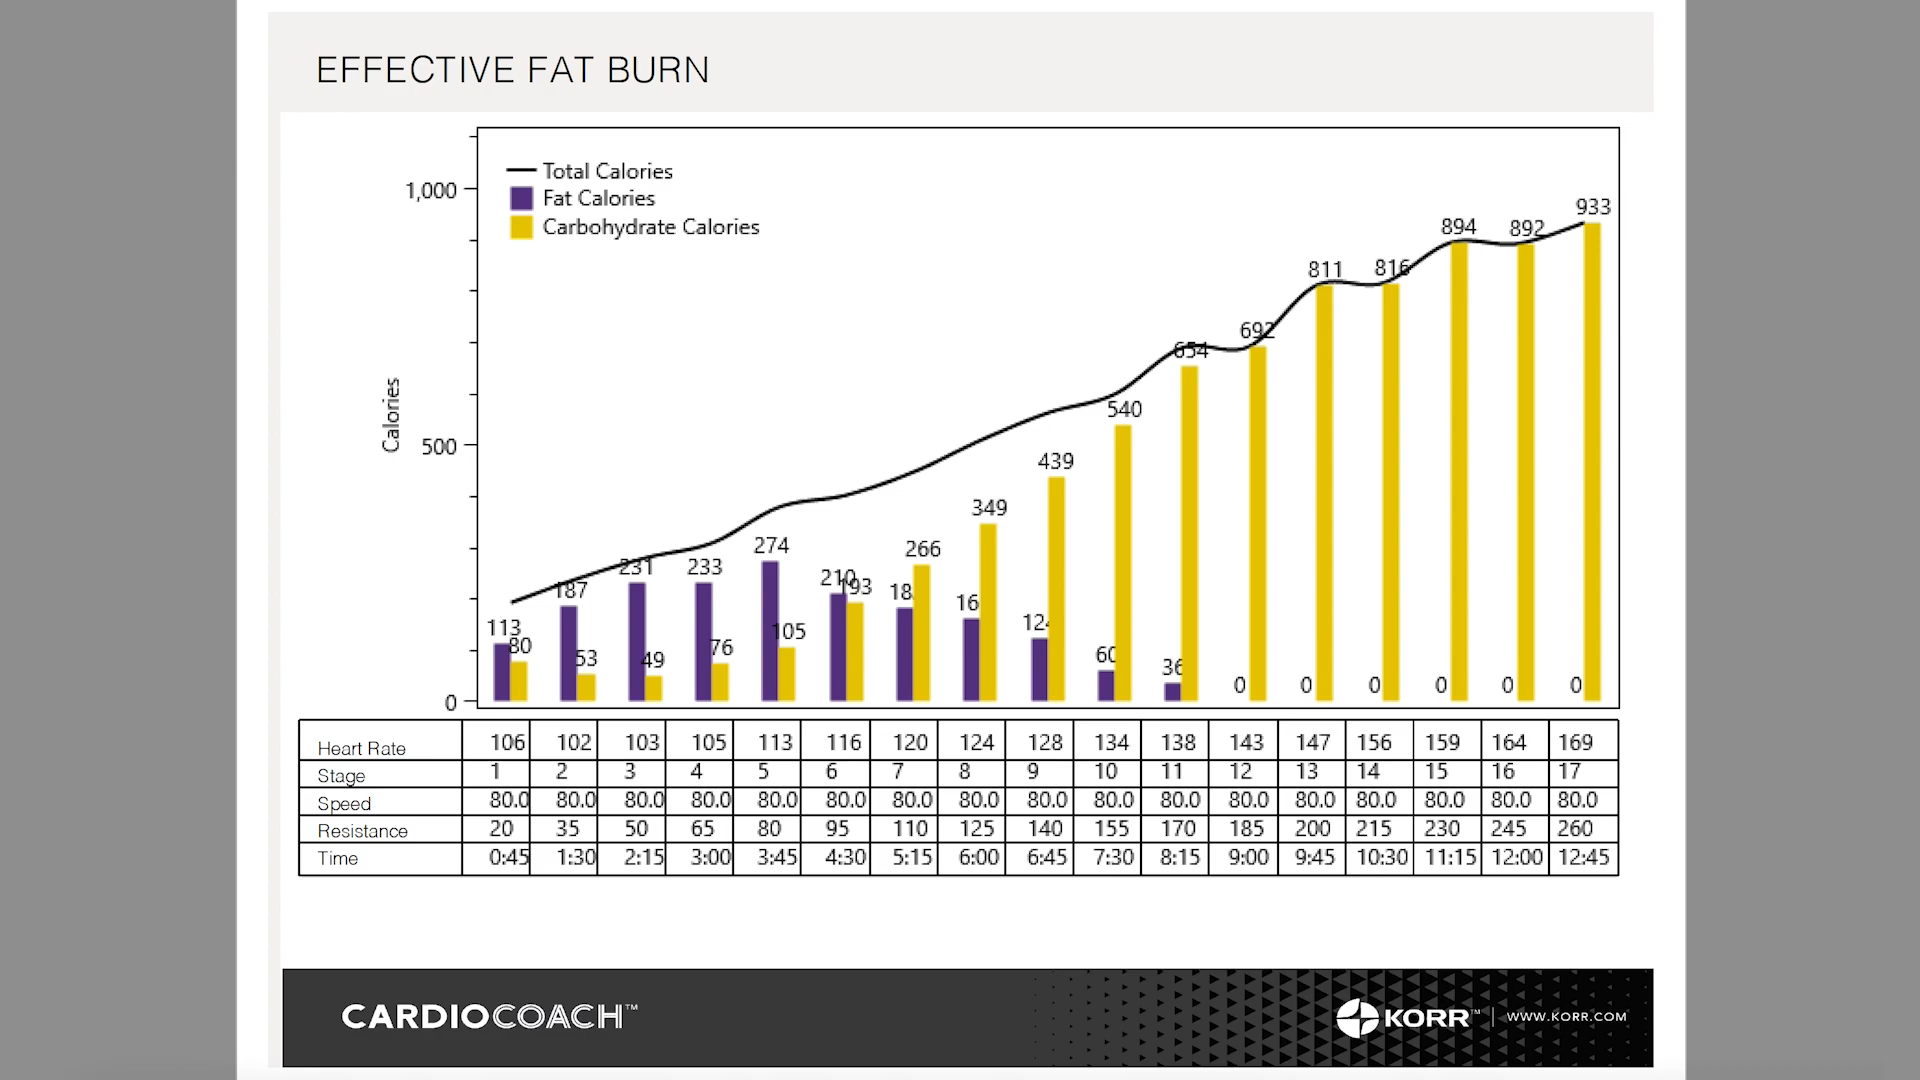 EFFECTIVE FAT BURN
Total Calories
Fat Calories
Carbohydrate Calories
Calories
1,000
500
0
113 187 231 233 274 210 60 36 0 0 0 0 0 0
80 53 49 76 105 193 266 349 439 540 654 692 811 816 894 892 933
Heart Rate 106 102 103 105 113 116 120 124 128 134 138 143 147 156 159 164 169
Stage 1 2 3 4 5 6 7 8 9 10 11 12 13 14 15 16 17
Speed 80.0 80.0 80.0 80.0 80.0 80.0 80.0 80.0 80.0 80.0 80.0 80.0 80.0 80.0 80.0 80.0 80.0
Resistance 20 35 50 65 80 95 110 125 140 155 170 185 200 215 230 245 260
Time 0:45 1:30 2:15 3:00 3:45 4:30 5:15 6:00 6:45 7:30 8:15 9:00 9:45 10:30 11:15 12:00 12:45
CARDIOCOACH™
KORR™ | WWW.KORR.COM